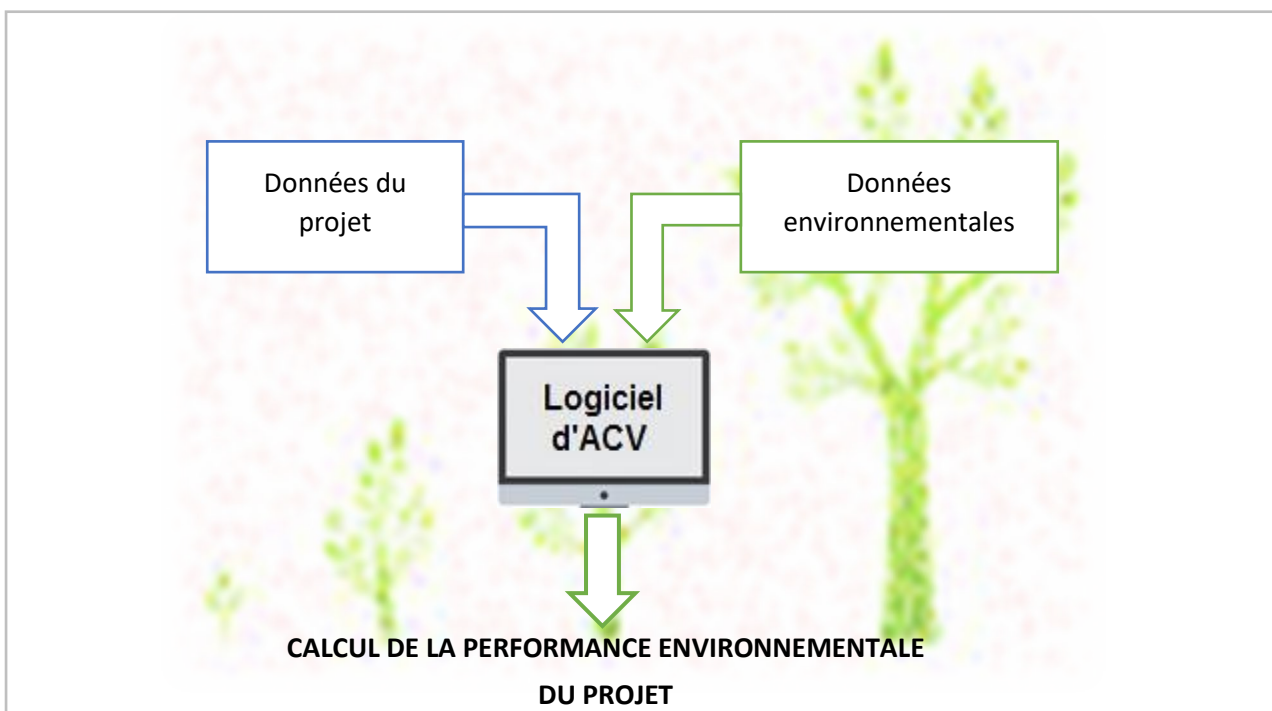 Données du
projet
Données
environnementales
Logiciel
d'ACV
CALCUL DE LA PERFORMANCE ENVIRONNEMENTALE
DU PROJET